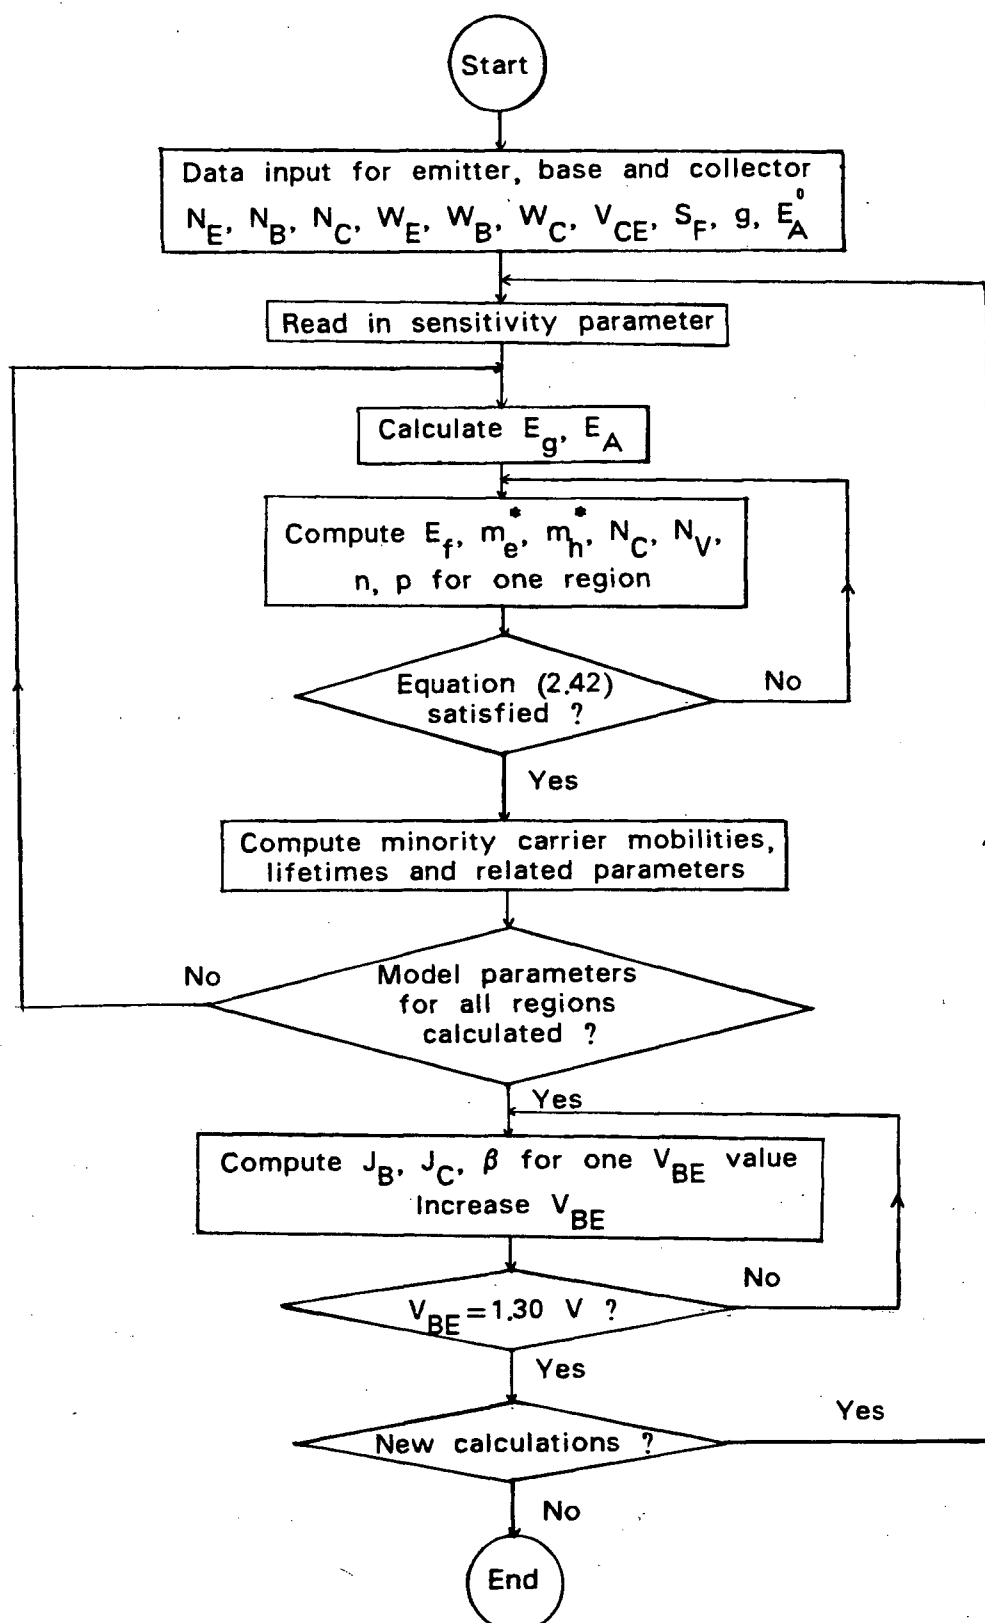 Start
Data input for emitter, base and collector
N_E, N_B, N_C, W_E, W_B, W_C, V_CE, S_F, g, E_A^0
Read in sensitivity parameter
Calculate E_g, E_A
Compute E_f, m_e^*, m_h^*, N_C, N_V,
n, p for one region
Equation (2.42)
satisfied ?
No
Yes
Compute minority carrier mobilities,
lifetimes and related parameters
No
Model parameters
for all regions
calculated ?
Yes
Compute J_B, J_C, β for one V_BE value
Increase V_BE
No
V_BE=1.30 V ?
Yes
Yes
New calculations ?
No
End